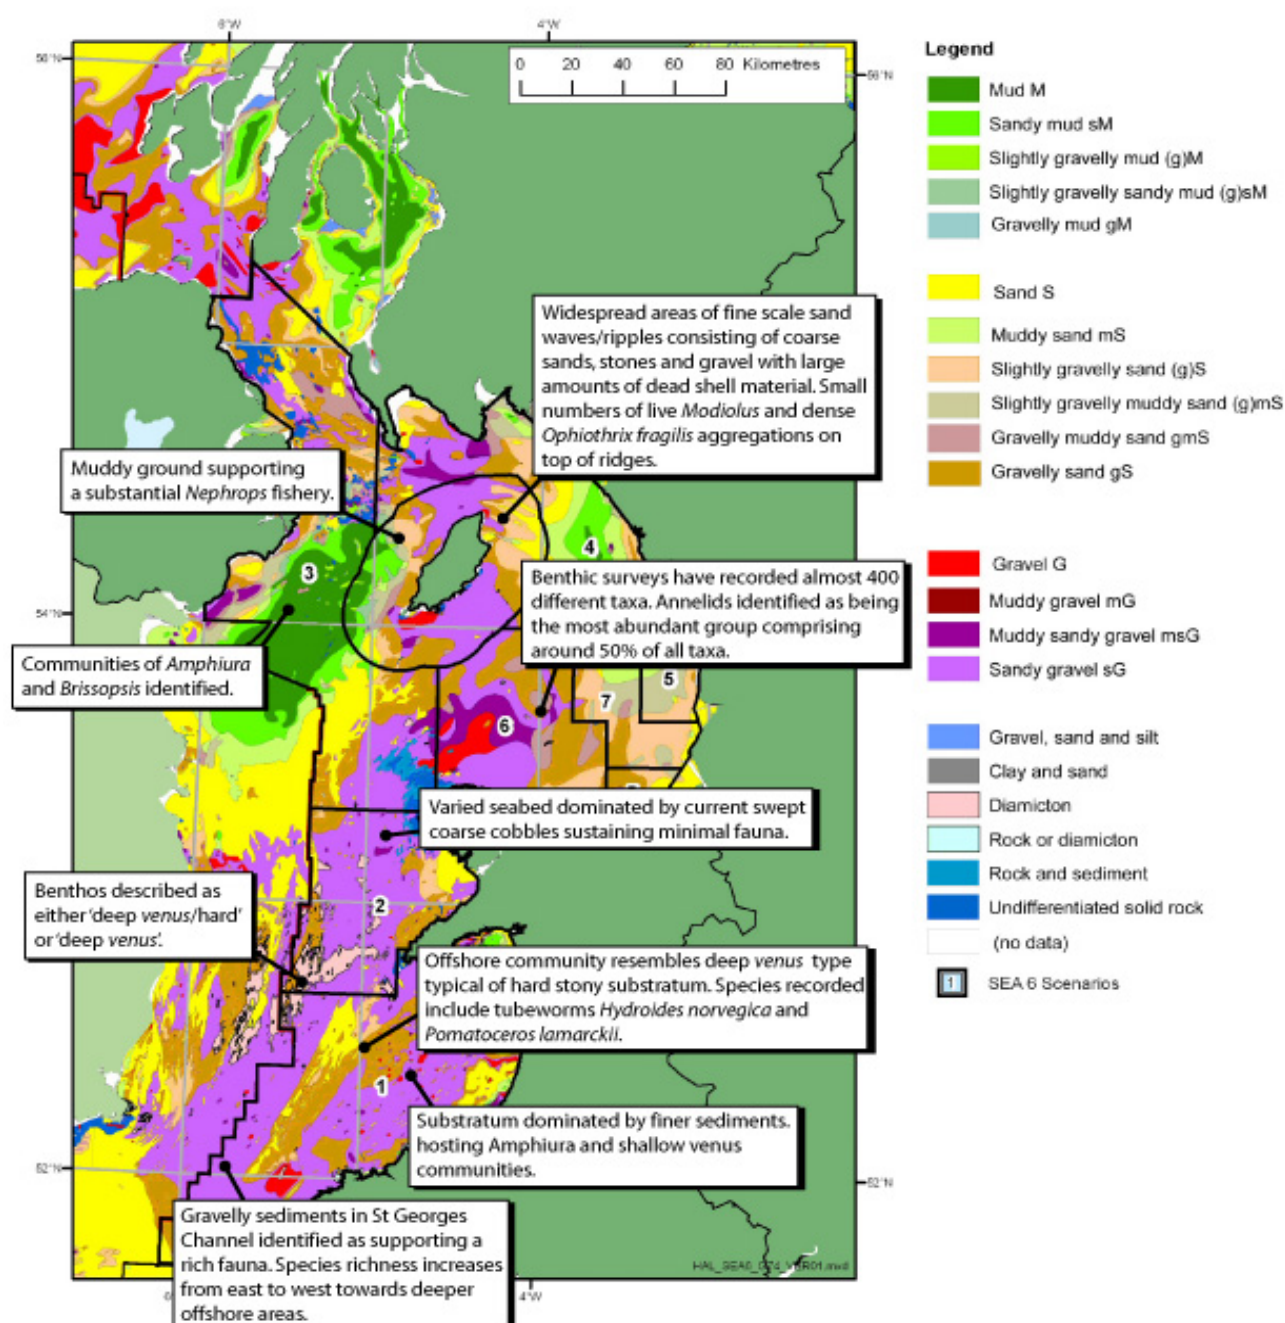 6°W
4°W
56°N
56°N
0 20 40 60 80 Kilometres
Widespread areas of fine scale sand
waves/ripples consisting of coarse
sands, stones and gravel with large
amounts of dead shell material. Small
numbers of live Modiolus and dense
Ophiothrix fragilis aggregations on
top of ridges.
Muddy ground supporting
a substantial Nephrops fishery.
3
4
Benthic surveys have recorded almost 400
different taxa. Annelids identified as being
the most abundant group comprising
around 50% of all taxa.
54°N
Communities of Amphiura
and Brissopsis identified.
5
7
6
Varied seabed dominated by current swept
coarse cobbles sustaining minimal fauna.
Benthos described as
either 'deep venus/hard'
or 'deep venus'.
2
Offshore community resembles deep venus type
typical of hard stony substratum. Species recorded
include tubeworms Hydroides norvegica and
Pomatoceros lamarckii.
1
Substratum dominated by finer sediments.
hosting Amphiura and shallow venus
communities.
52°N
52°N
Gravelly sediments in St Georges
Channel identified as supporting a
rich fauna. Species richness increases
from east to west towards deeper
offshore areas.
4°W
Legend
Mud M
Sandy mud sM
Slightly gravelly mud (g)M
Slightly gravelly sandy mud (g)sM
Gravelly mud gM
Sand S
Muddy sand mS
Slightly gravelly sand (g)S
Slightly gravelly muddy sand (g)mS
Gravelly muddy sand gmS
Gravelly sand gS
Gravel G
Muddy gravel mG
Muddy sandy gravel msG
Sandy gravel sG
Gravel, sand and silt
Clay and sand
Diamicton
Rock or diamicton
Rock and sediment
Undifferentiated solid rock
(no data)
1 SEA 6 Scenarios